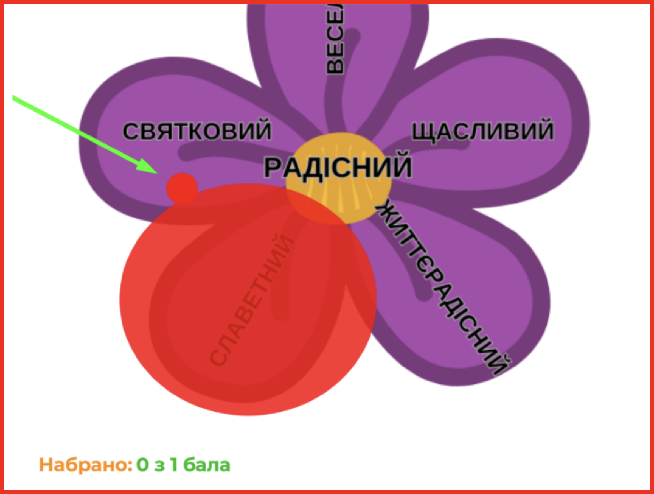 ВЕСЕЛ
СВЯТКОВИЙ
ЩАСЛИВИЙ
РАДІСНИЙ
ЖИТТЄРАДІСНИЙ
СЛАВЕТНИЙ
Набрано: 0 з 1 бала